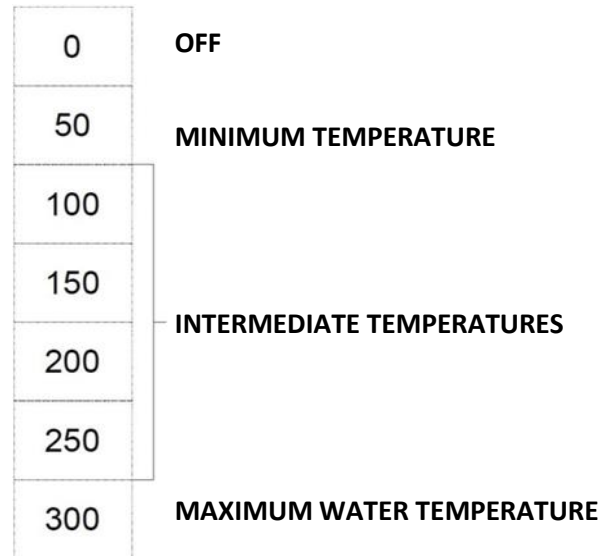 0 OFF
50 MINIMUM TEMPERATURE
100
150
INTERMEDIATE TEMPERATURES
200
250
300 MAXIMUM WATER TEMPERATURE